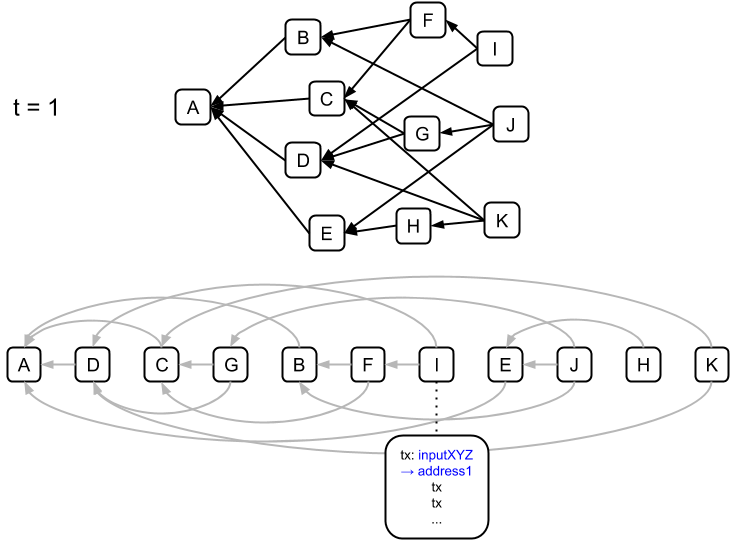 F
B
I
C
A
t = 1
J
G
D
K
H
E
A D C G B F I E J H K
tx: inputXYZ
→ address1
tx
tx
...